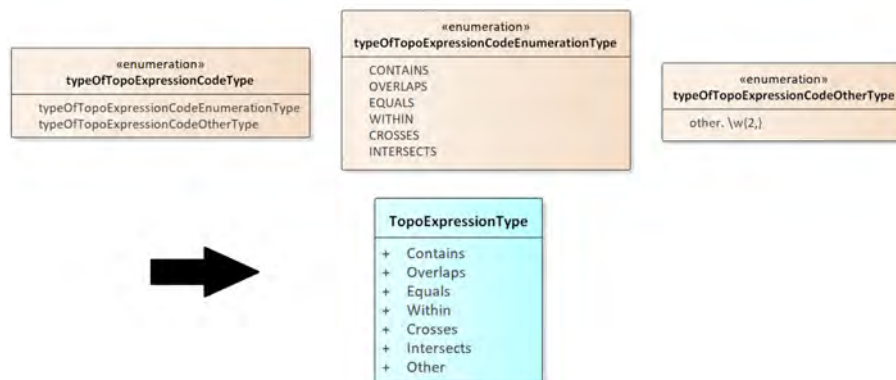 «enumeration»
typeOfTopoExpressionCodeType
typeOfTopoExpressionCodeEnumerationType
typeOfTopoExpressionCodeOtherType
«enumeration»
typeOfTopoExpressionCodeEnumerationType
CONTAINS
OVERLAPS
EQUALS
WITHIN
CROSSES
INTERSECTS
«enumeration»
typeOfTopoExpressionCodeOtherType
other. \w{2,}
TopoExpressionType
+ Contains
+ Overlaps
+ Equals
+ Within
+ Crosses
+ Intersects
+ Other